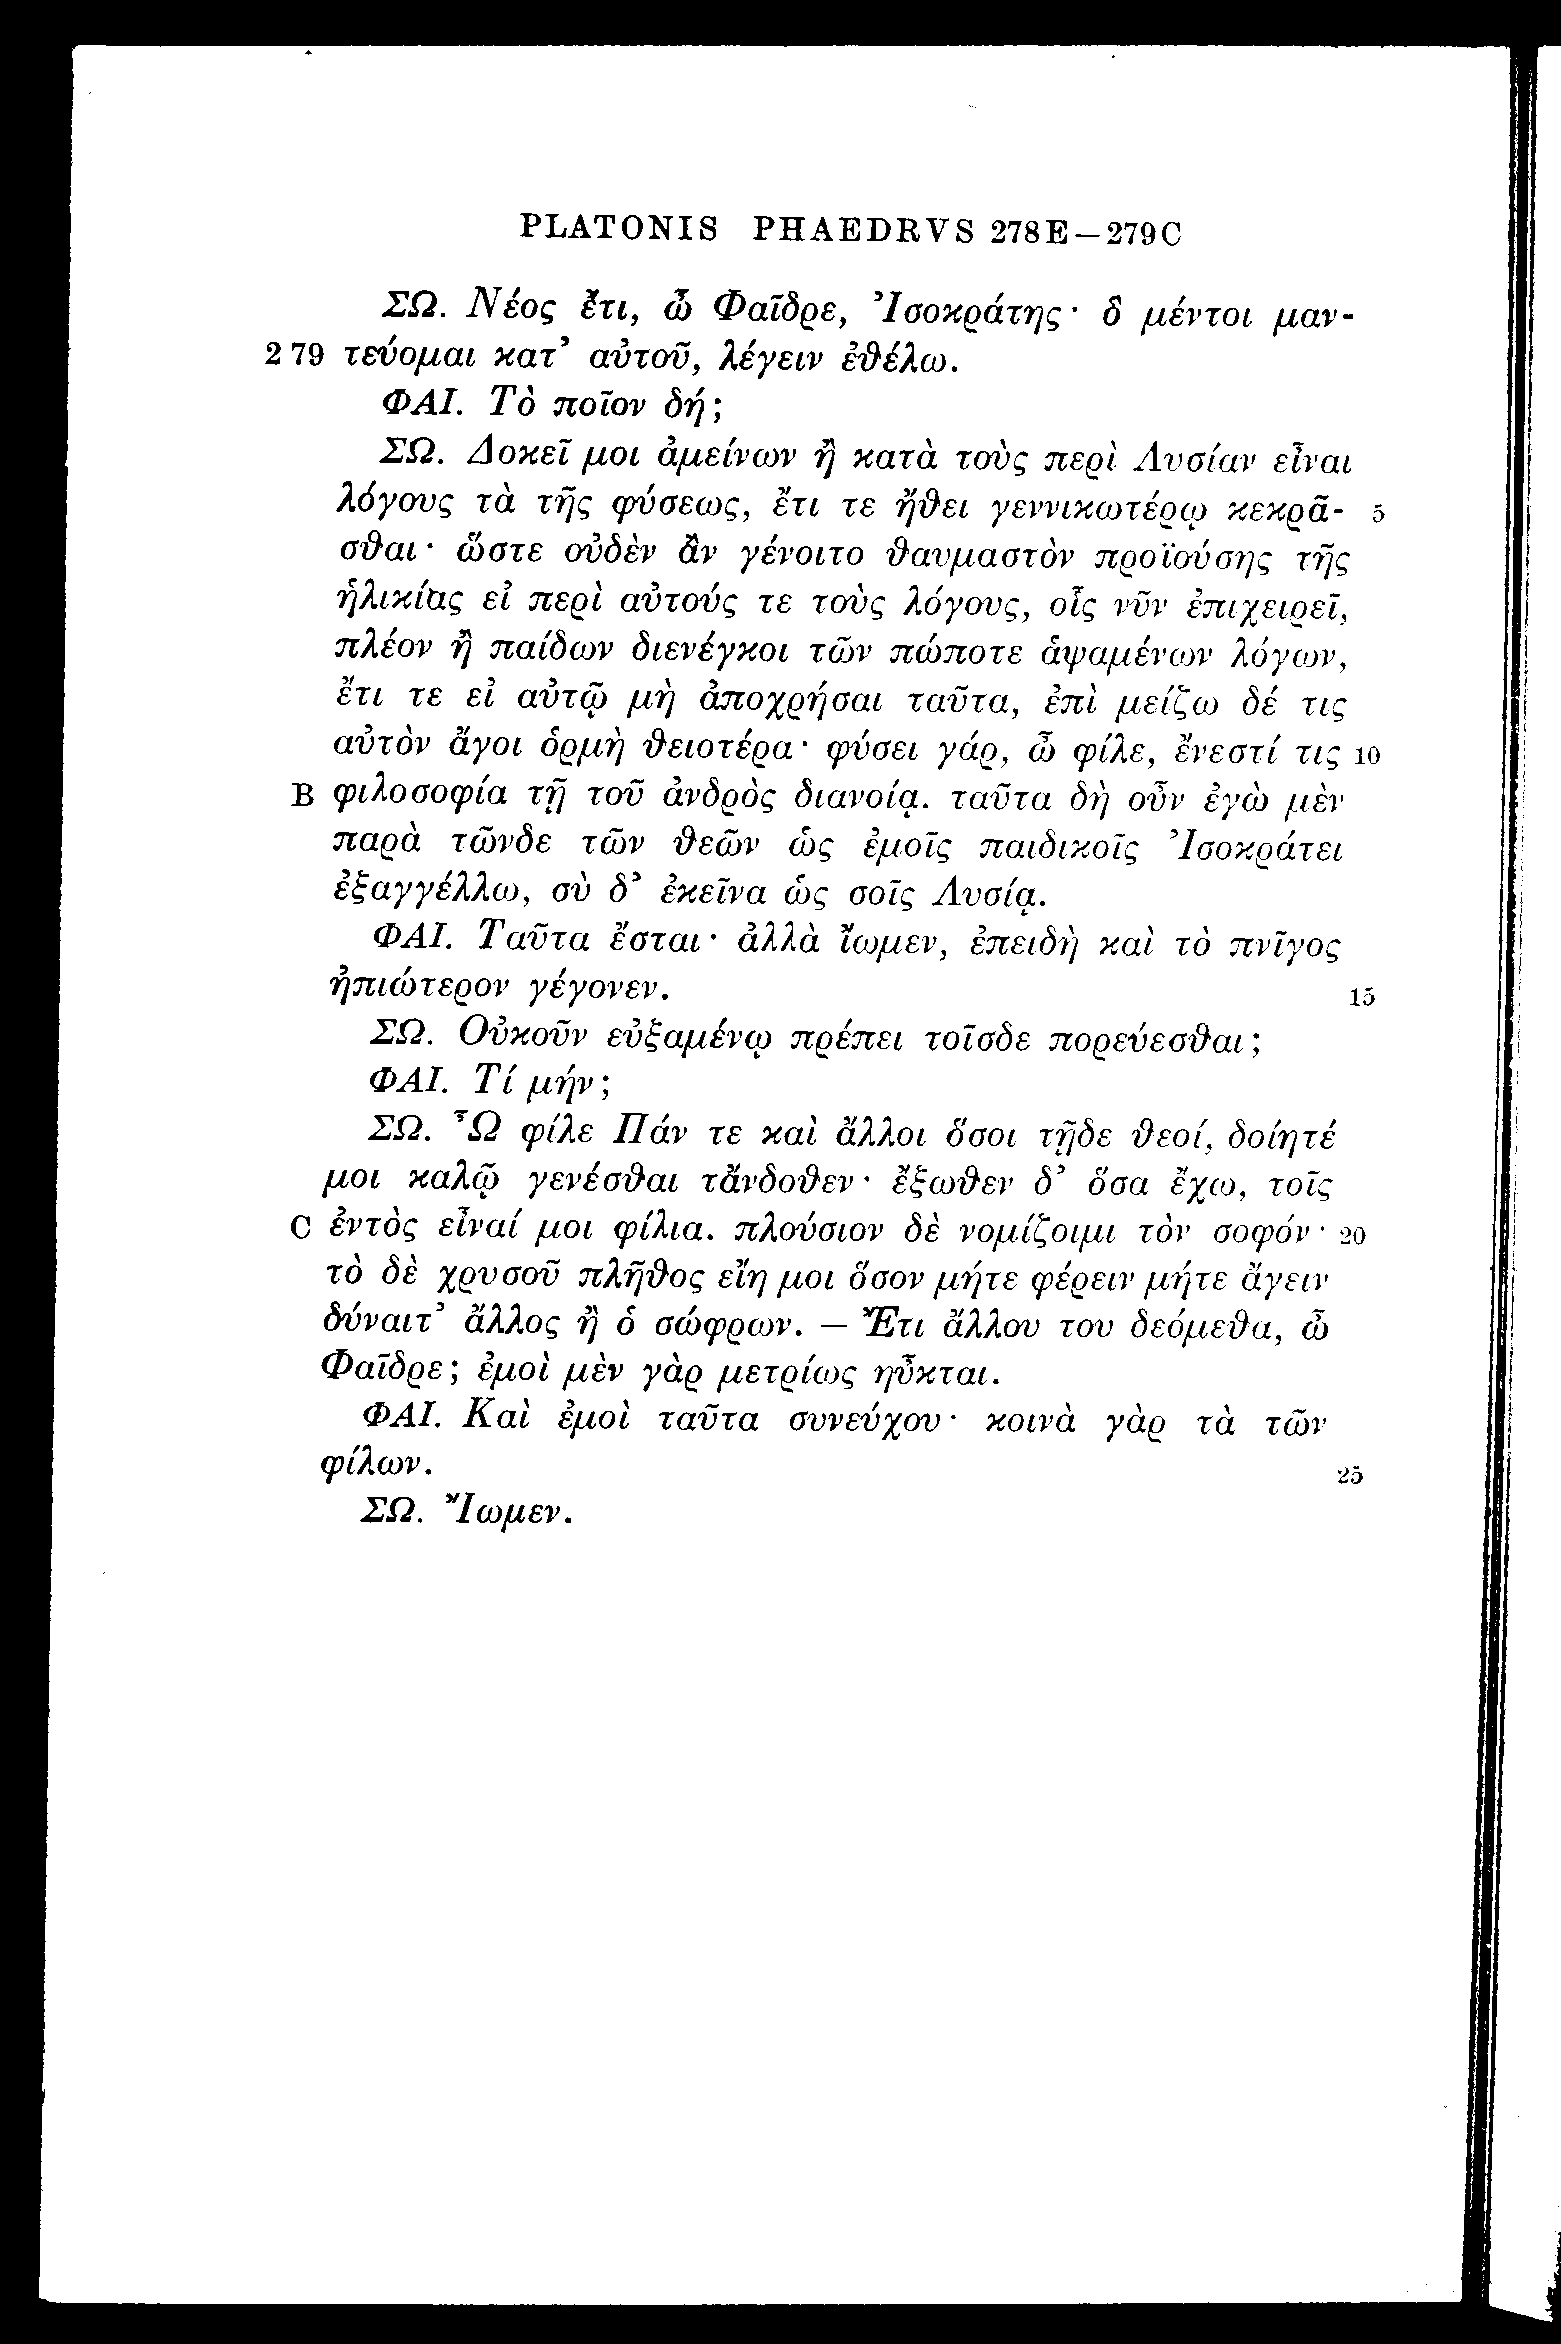 PLATONIS PHAEDRVS 278E—279C
ΣΩ. Νέος ἔτι, ὦ Φαῖδρε, Ἰσοκράτης· ὃ μέντοι μαν-
279 τεύομαι κατ’ αὐτοῦ, λέγειν ἐθέλω.
ΦΑΙ. Τὸ ποῖον δή;
ΣΩ. Δοκεῖ μοι ἀμείνων ἢ κατὰ τοὺς περὶ Λυσίαν εἶναι
λόγους τὰ τῆς φύσεως, ἔτι τε ἤθει γεννικωτέρῳ κεκρᾶ- 5
σθαι· ὥστε οὐδὲν ἂν γένοιτο θαυμαστὸν προϊούσης τῆς
ἡλικίας εἰ περὶ αὐτούς τε τοὺς λόγους, οἷς νῦν ἐπιχειρεῖ,
πλέον ἢ παίδων διενέγκοι τῶν πώποτε ἁψαμένων λόγων,
ἔτι τε εἰ αὐτῷ μὴ ἀποχρήσαι ταῦτα, ἐπὶ μείζω δέ τις
αὐτὸν ἄγοι ὁρμὴ θειοτέρα· φύσει γάρ, ὦ φίλε, ἔνεστί τις 10
B φιλοσοφία τῇ τοῦ ἀνδρὸς διανοίᾳ. ταῦτα δὴ οὖν ἐγὼ μὲν
παρὰ τῶνδε τῶν θεῶν ὡς ἐμοῖς παιδικοῖς Ἰσοκράτει
ἐξαγγέλλω, σὺ δ’ ἐκεῖνα ὡς σοῖς Λυσίᾳ.
ΦΑΙ. Ταῦτα ἔσται· ἀλλὰ ἴωμεν, ἐπειδὴ καὶ τὸ πνῖγος
ἠπιώτερον γέγονεν. 15
ΣΩ. Οὐκοῦν εὐξαμένῳ πρέπει τοῖσδε πορεύεσθαι;
ΦΑΙ. Τί μήν;
ΣΩ. Ὦ φίλε Πάν τε καὶ ἄλλοι ὅσοι τῇδε θεοί, δοίητέ
μοι καλῷ γενέσθαι τἄνδοθεν· ἔξωθεν δ’ ὅσα ἔχω, τοῖς
C ἐντὸς εἶναί μοι φίλια. πλούσιον δὲ νομίζοιμι τὸν σοφόν· 20
τὸ δὲ χρυσοῦ πλῆθος εἴη μοι ὅσον μήτε φέρειν μήτε ἄγειν
δύναιτ’ ἄλλος ἢ ὁ σώφρων. — Ἔτι ἄλλου του δεόμεθα, ὦ
Φαῖδρε; ἐμοὶ μὲν γὰρ μετρίως ηὖκται.
ΦΑΙ. Καὶ ἐμοὶ ταῦτα συνεύχου· κοινὰ γὰρ τὰ τῶν
φίλων. 25
ΣΩ. Ἴωμεν.